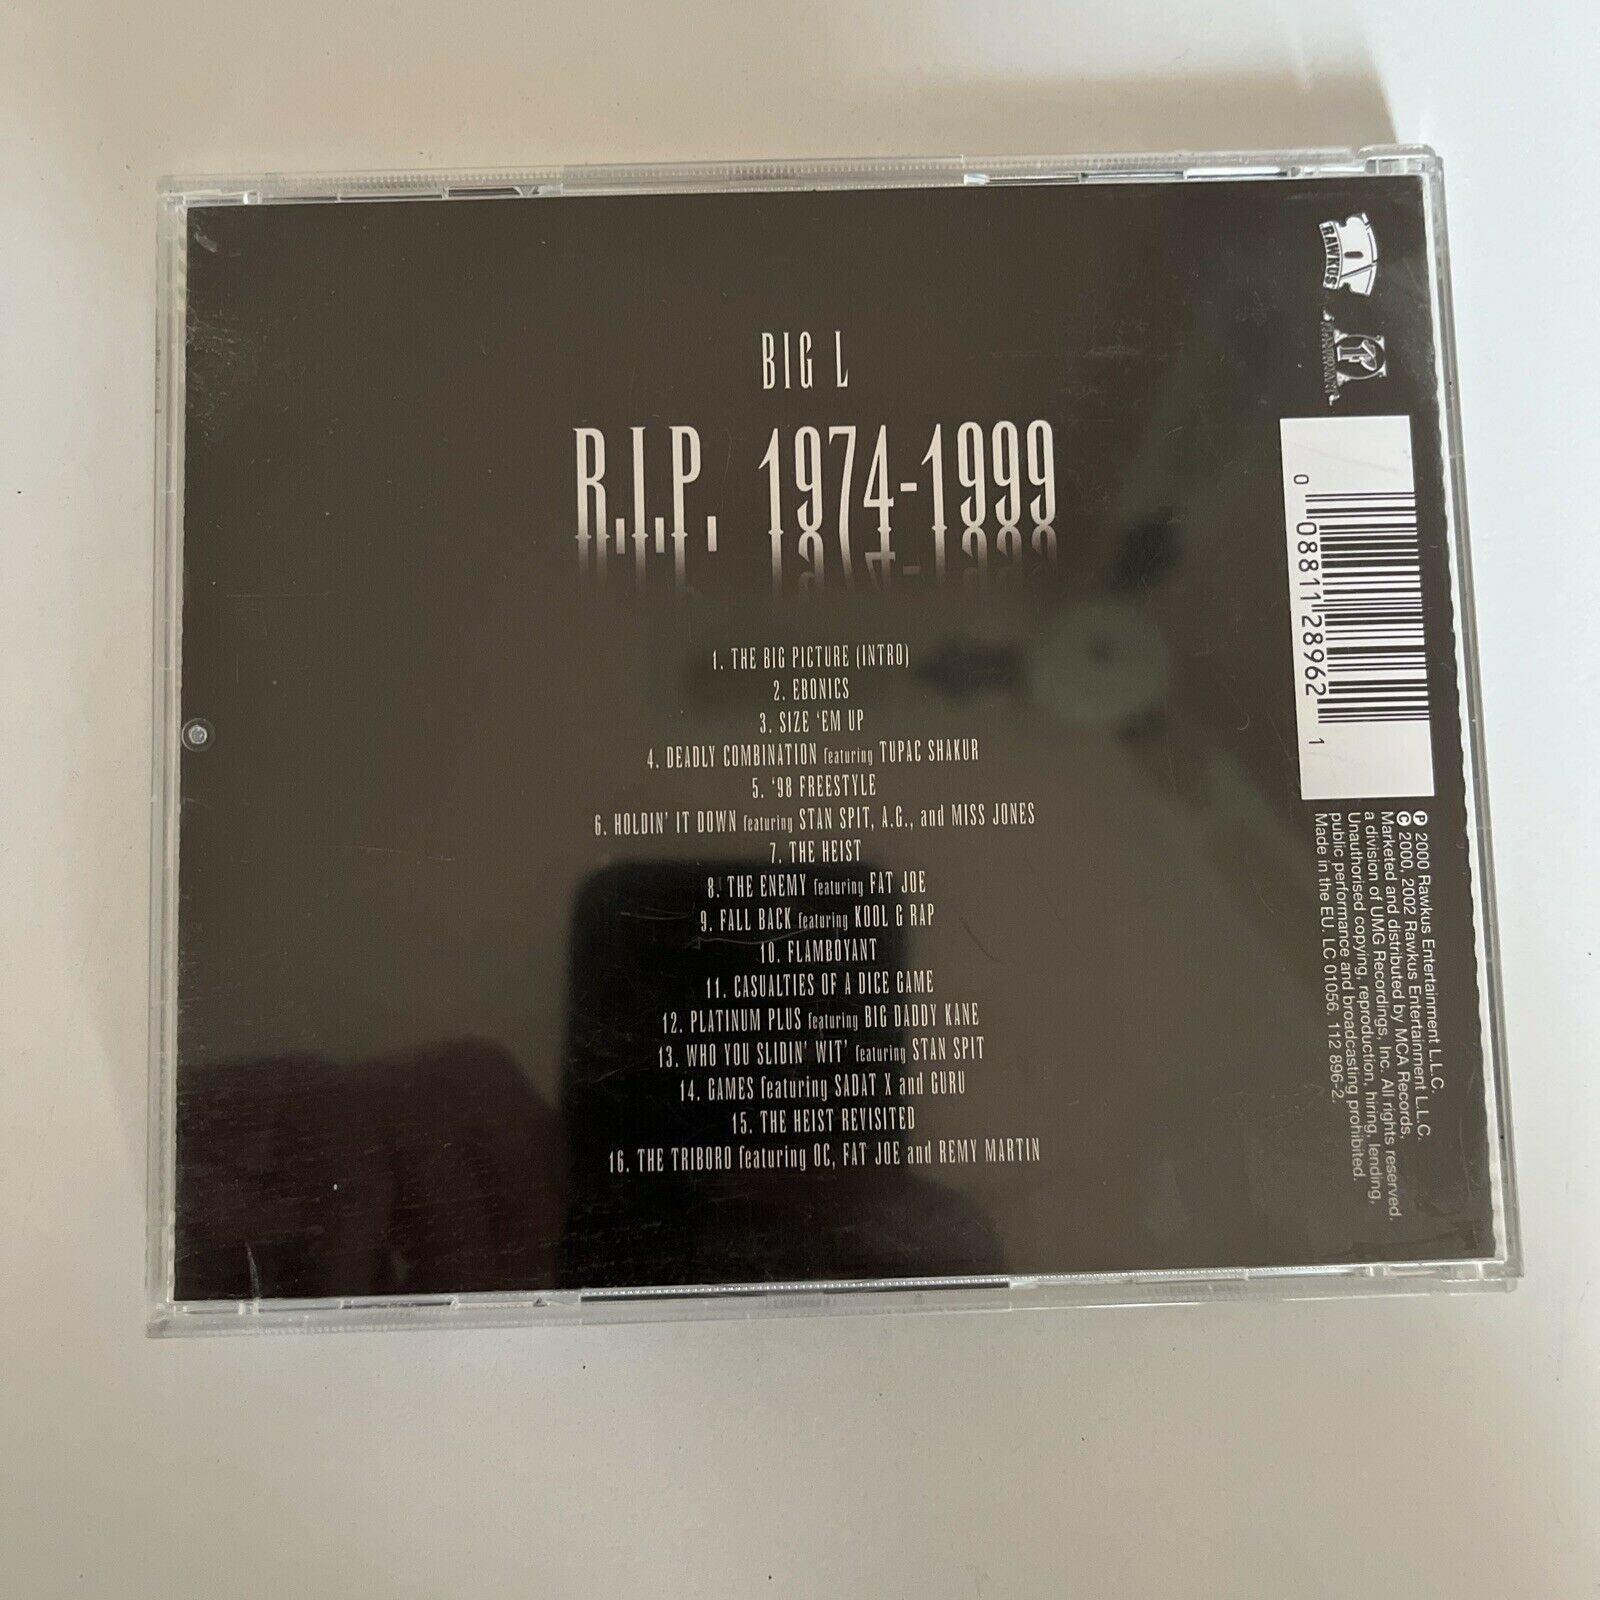 BIG L
R.I.P. 1974-1999
1. THE BIG PICTURE (INTRO)
2. EBONICS
3. SIZE 'EM UP
4. DEADLY COMBINATION featuring TUPAC SHAKUR
5. '98 FREESTYLE
6. HOLDIN' IT DOWN featuring STAN SPIT, A.G., and MISS JONES
7. THE HEIST
8. THE ENEMY featuring FAT JOE
9. FALL BACK featuring KOOL G RAP
10. FLAMBOYANT
11. CASUALTIES OF A DICE GAME
12. PLATINUM PLUS featuring BIG DADDY KANE
13. WHO YOU SLIDIN' WIT' featuring STAN SPIT
14. GAMES featuring SADAT X and GURU
15. THE HEIST REVISITED
16. THE TRIBORO featuring OC, FAT JOE and REMY MARTIN
RAWKUS
0 08811 28962 1
℗ 2000 Rawkus Entertainment L.L.C.
© 2000, 2002 Rawkus Entertainment L.L.C.
Marketed and distributed by MCA Records,
a division of UMG Recordings, Inc. All rights reserved.
Unauthorised copying, reproduction, hiring, lending,
public performance and broadcasting prohibited.
Made in the EU. LC 01056. 112 896-2.